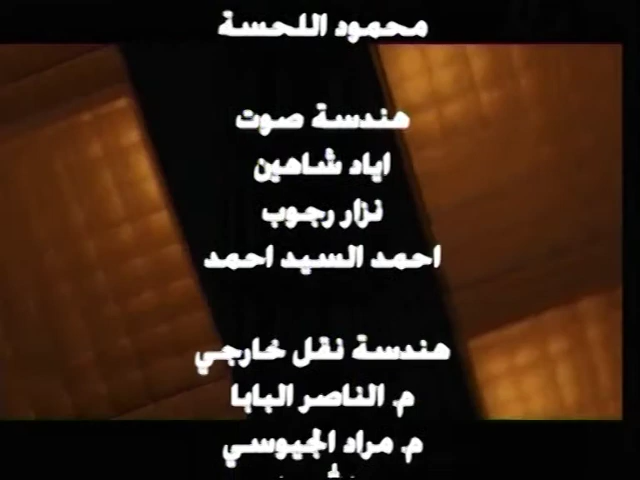 محمود اللحسة
هندسة صوت
اياد شاهين
نزار رجوب
احمد السيد احمد
هندسة نقل خارجي
م. الناصر البابا
م. مراد الجيوسي